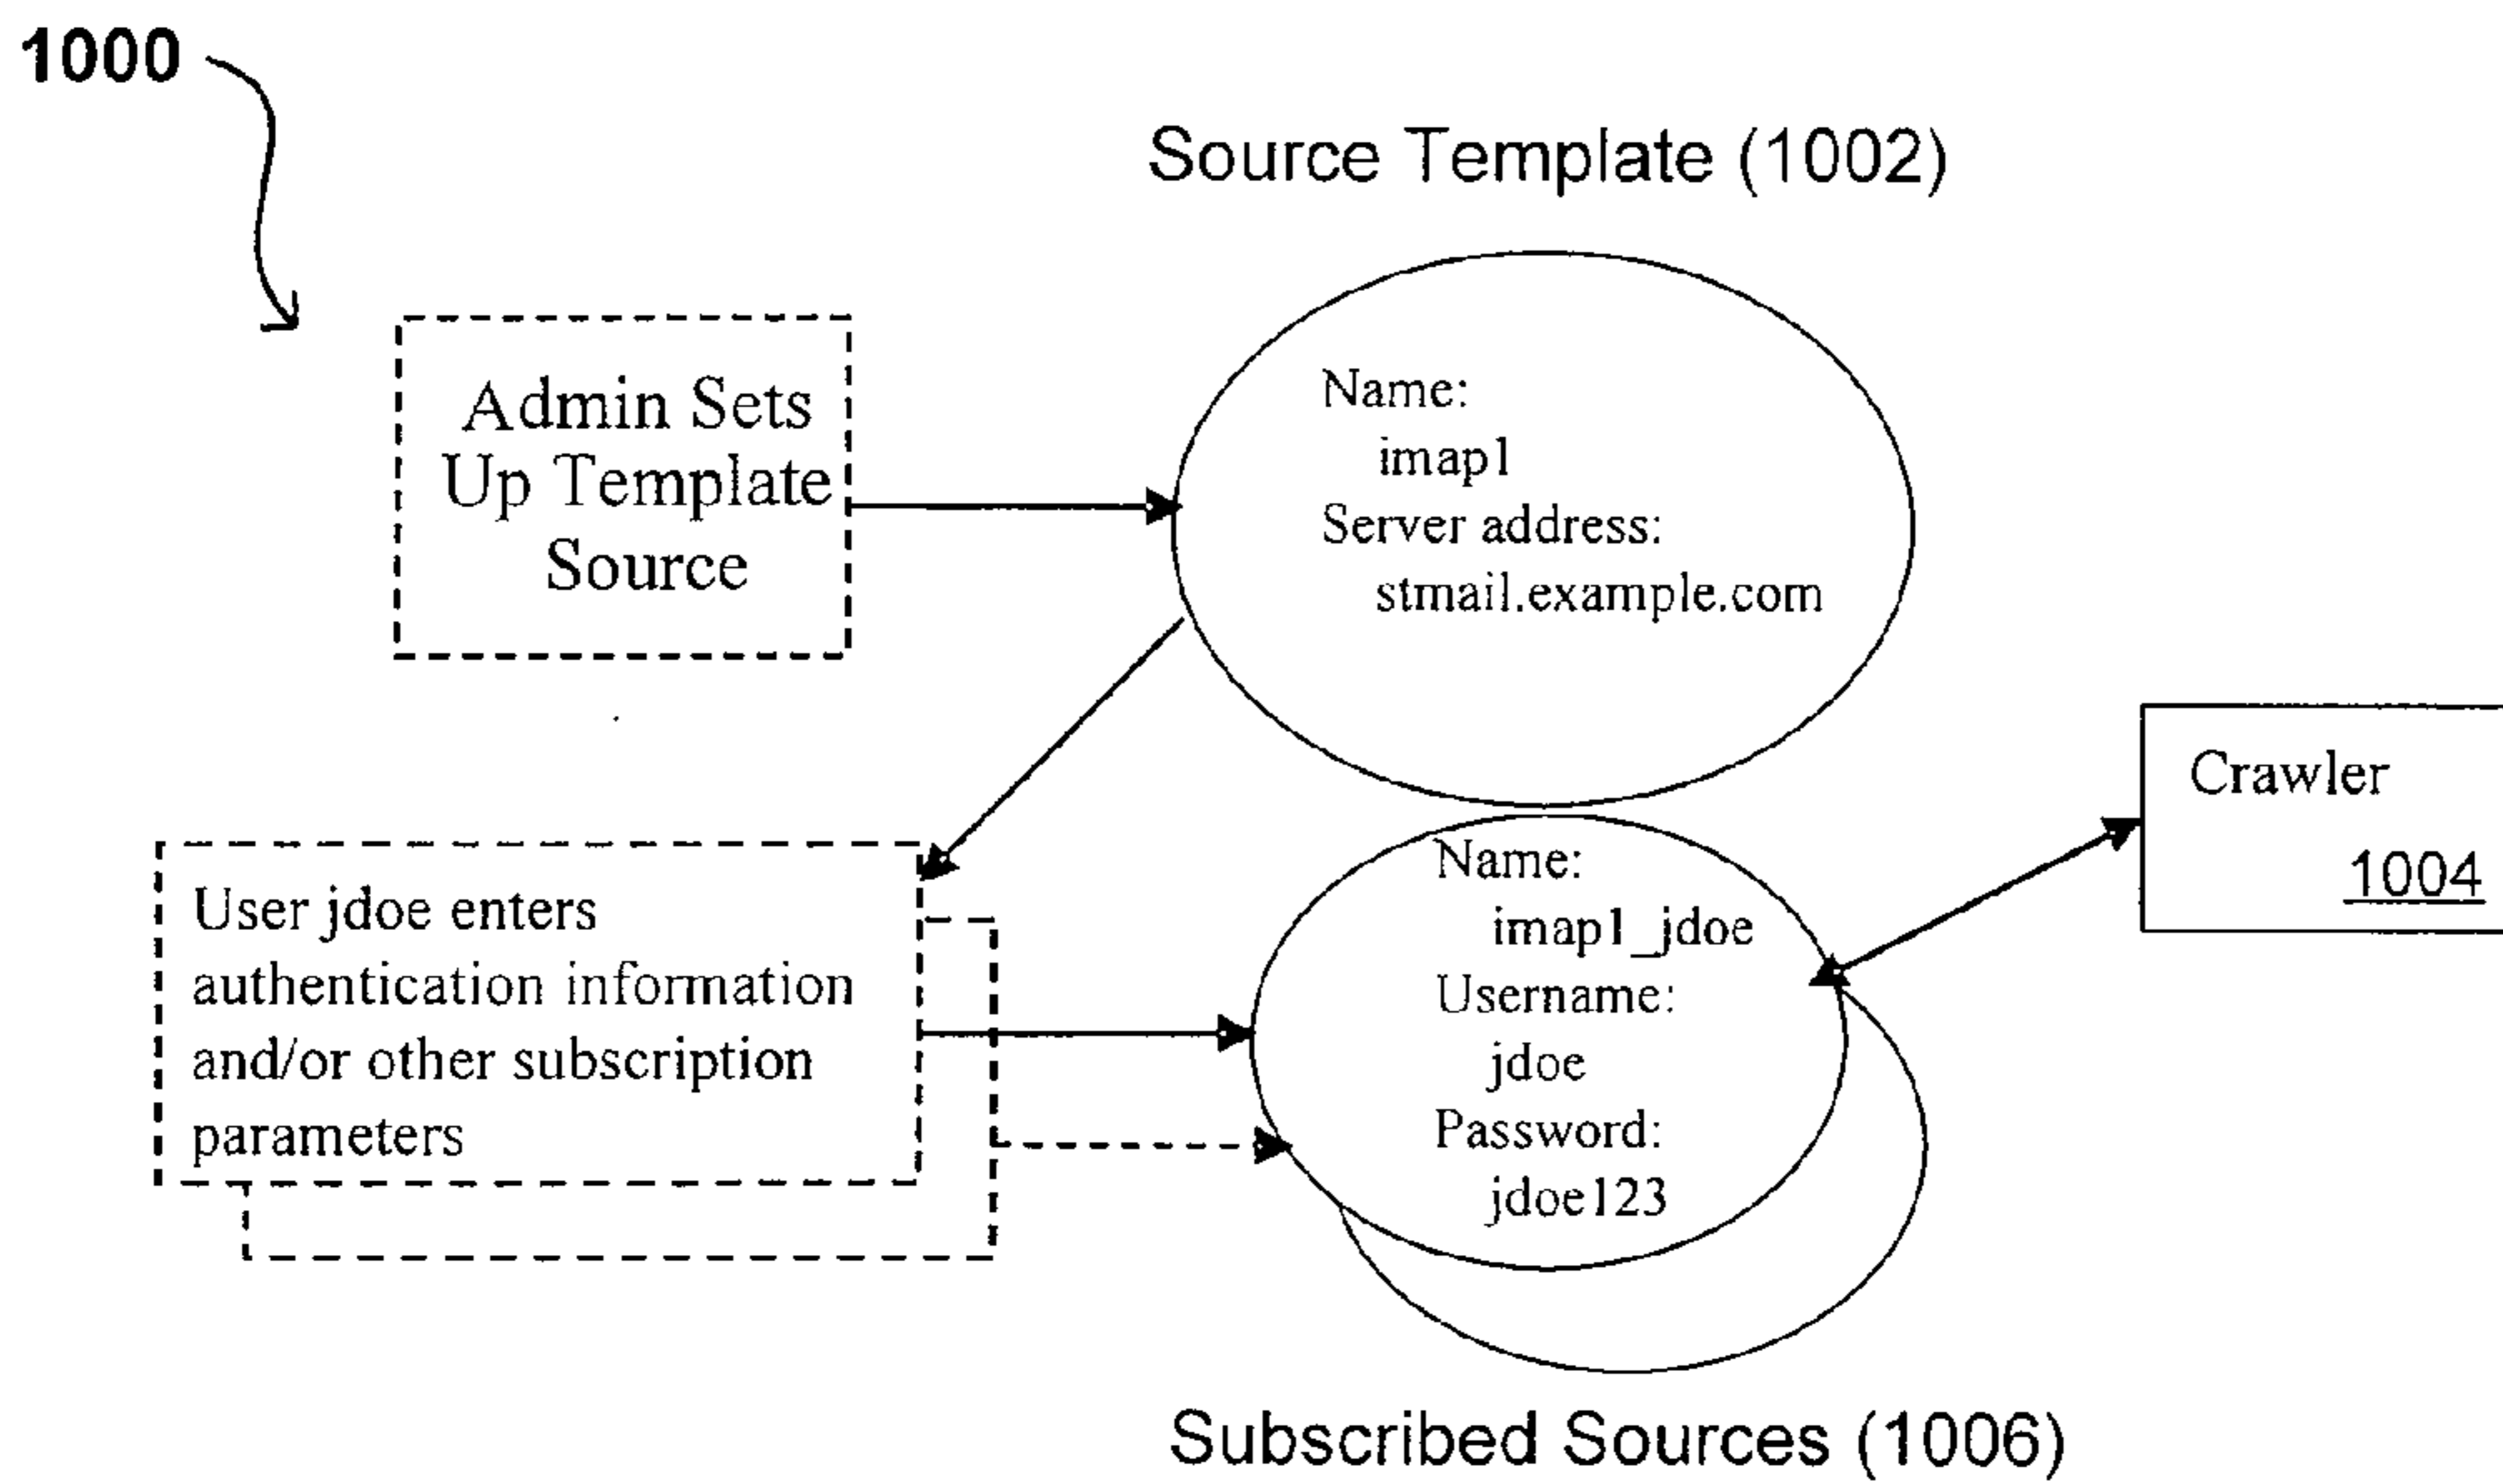 1000
Source Template (1002)
Admin Sets
Up Template
Source
Name:
imap1
Server address:
stmail.example.com
User jdoe enters
authentication information
and/or other subscription
parameters
Name:
imap1_jdoe
Username:
jdoe
Password:
jdoe123
Crawler
1004
Subscribed Sources (1006)